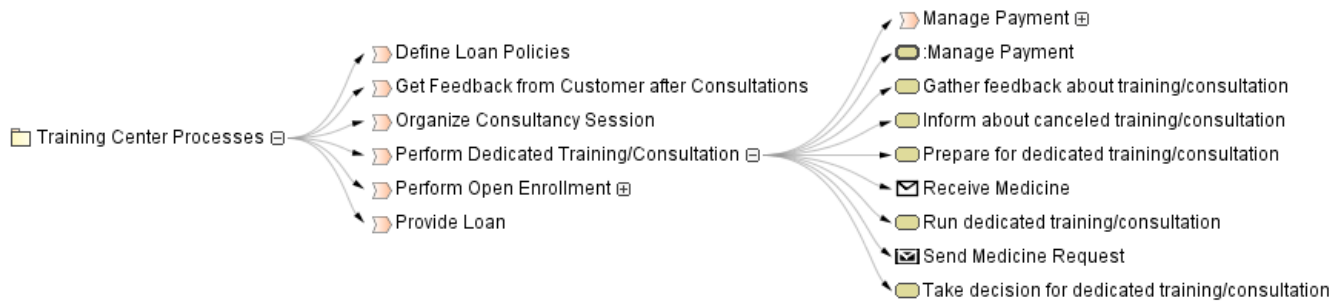 Training Center Processes
Define Loan Policies
Get Feedback from Customer after Consultations
Organize Consultancy Session
Perform Dedicated Training/Consultation
Perform Open Enrollment
Provide Loan
Manage Payment
:Manage Payment
Gather feedback about training/consultation
Inform about canceled training/consultation
Prepare for dedicated training/consultation
Receive Medicine
Run dedicated training/consultation
Send Medicine Request
Take decision for dedicated training/consultation